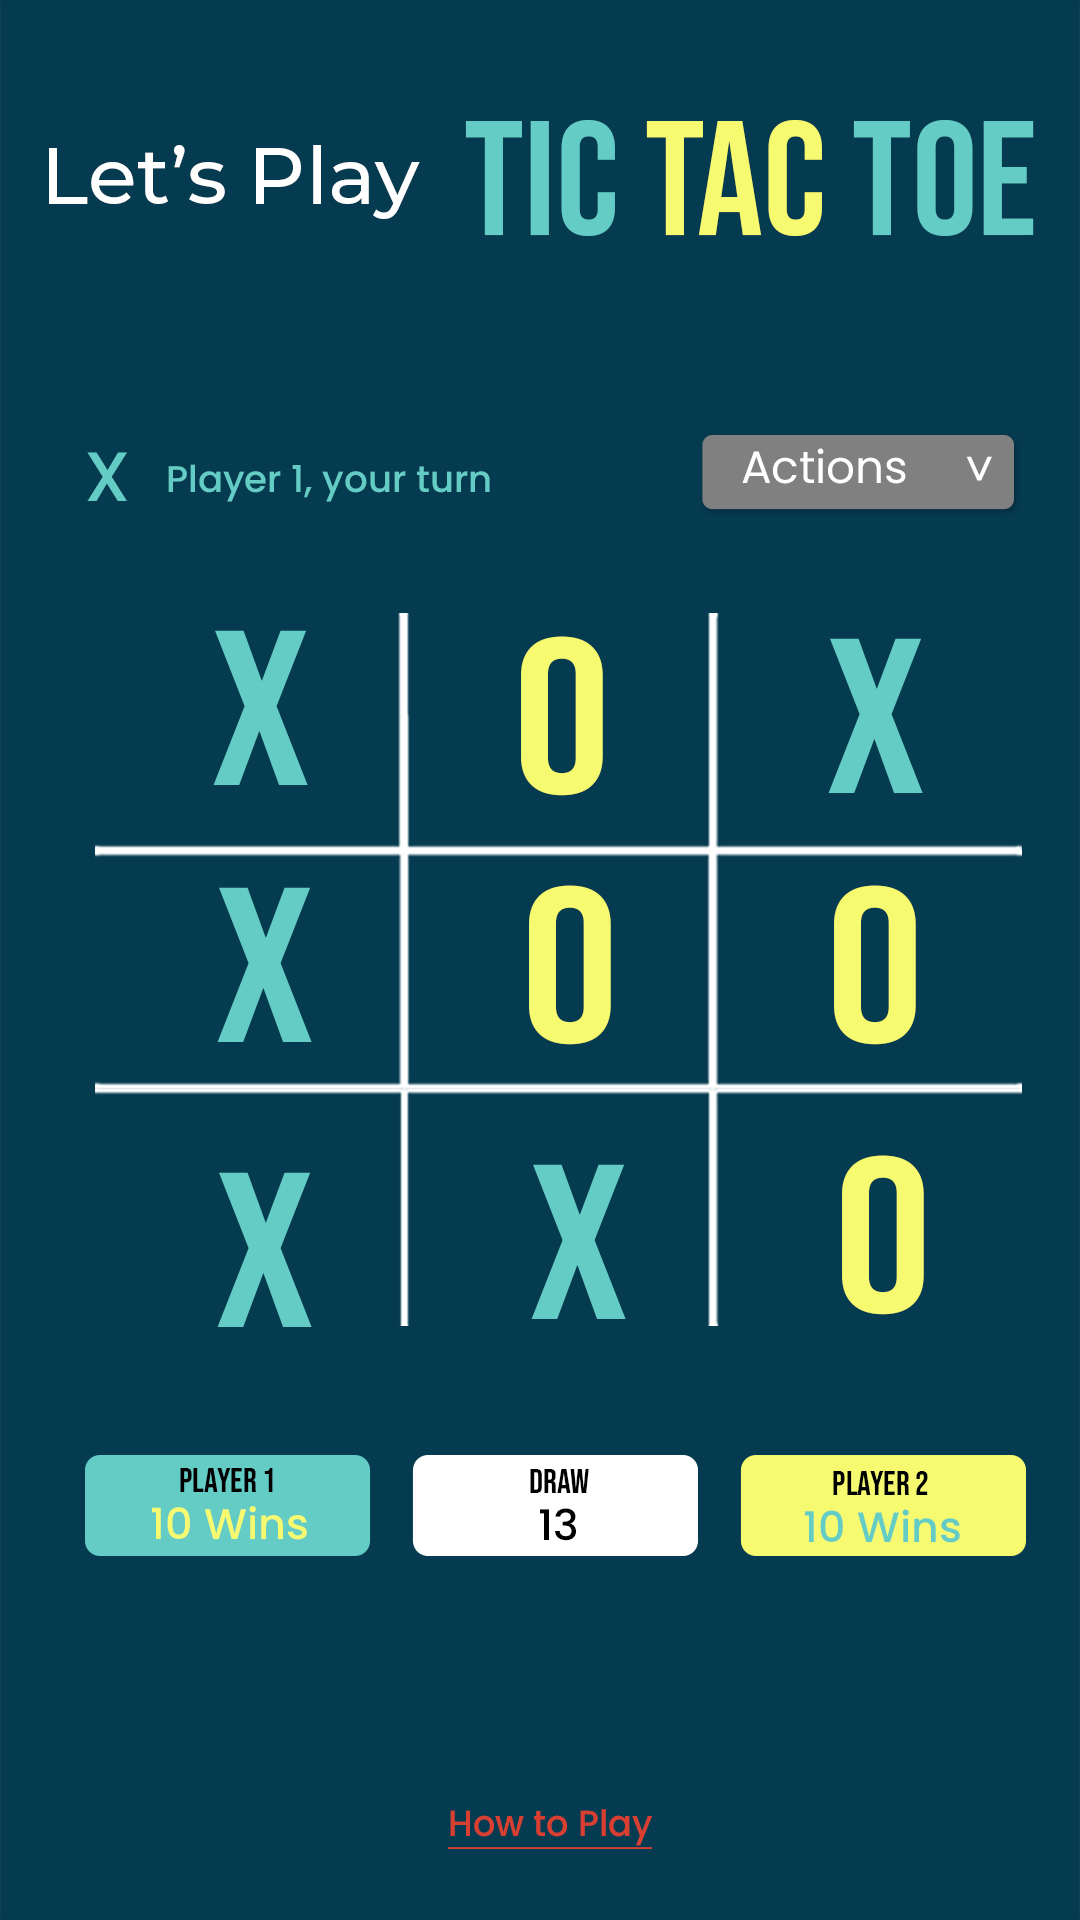 Let's Play TIC TAC TOE
X Player 1, your turn
Actions V
X O X
X O O
X X O
PLAYER 1
10 Wins
DRAW
13
PLAYER 2
10 Wins
How to Play